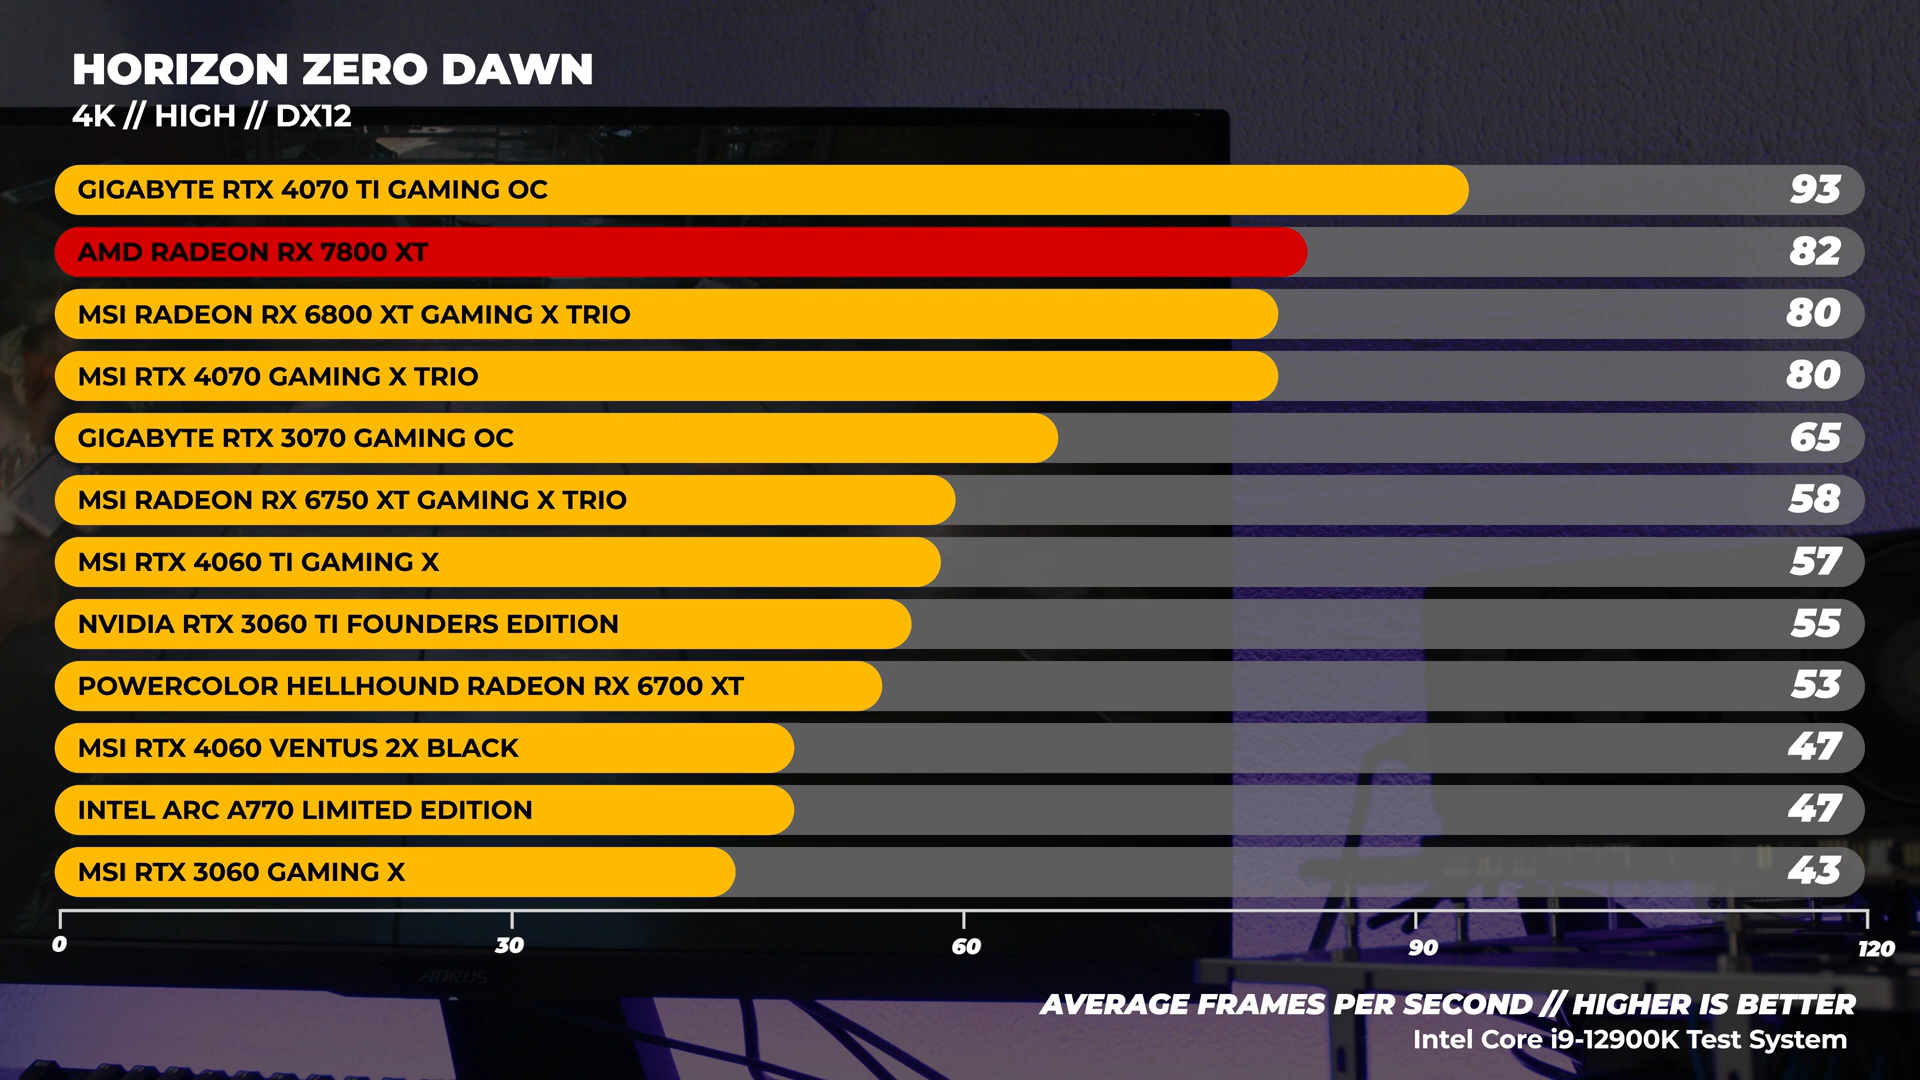 HORIZON ZERO DAWN
4K // HIGH // DX12
GIGABYTE RTX 4070 TI GAMING OC 93
AMD RADEON RX 7800 XT 82
MSI RADEON RX 6800 XT GAMING X TRIO 80
MSI RTX 4070 GAMING X TRIO 80
GIGABYTE RTX 3070 GAMING OC 65
MSI RADEON RX 6750 XT GAMING X TRIO 58
MSI RTX 4060 TI GAMING X 57
NVIDIA RTX 3060 TI FOUNDERS EDITION 55
POWERCOLOR HELLHOUND RADEON RX 6700 XT 53
MSI RTX 4060 VENTUS 2X BLACK 47
INTEL ARC A770 LIMITED EDITION 47
MSI RTX 3060 GAMING X 43
0 30 60 90 120
AORUS
AVERAGE FRAMES PER SECOND // HIGHER IS BETTER
Intel Core i9-12900K Test System